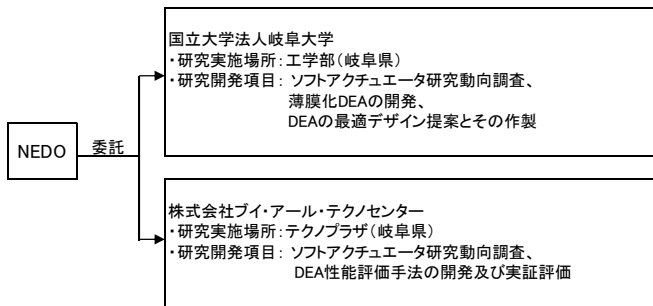 国立大学法人岐阜大学
・研究実施場所：工学部（岐阜県）
・研究開発項目： ソフトアクチュエータ研究動向調査、
薄膜化DEAの開発、
DEAの最適デザイン提案とその作製
NEDO
委託
株式会社ブイ・アール・テクノセンター
・研究実施場所：テクノプラザ（岐阜県）
・研究開発項目： ソフトアクチュエータ研究動向調査、
DEA性能評価手法の開発及び実証評価